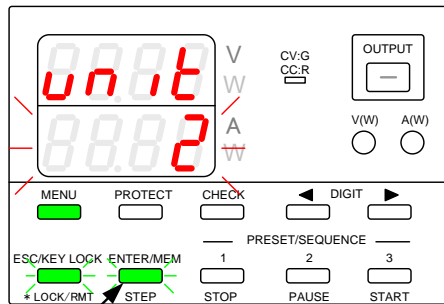 V
CV:G
CC:R
OUTPUT
unit
W
V(W) A(W)
A
2
W
MENU PROTECT CHECK ◀ DIGIT ▶
PRESET/SEQUENCE
ESC/KEY LOCK ENTER/MEM 1 2 3
* LOCK/RMT STEP STOP PAUSE START